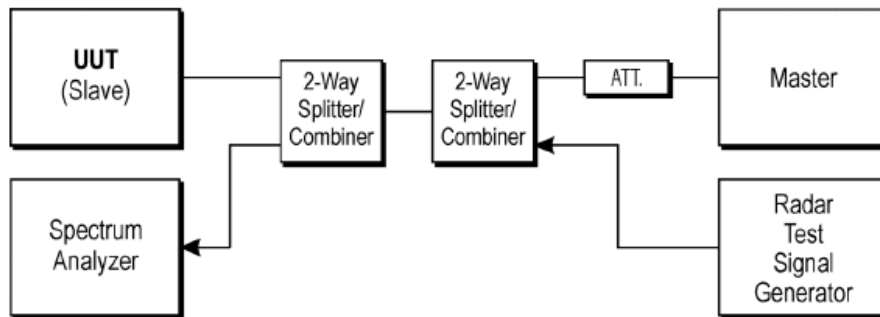 UUT
(Slave)
2-Way
Splitter/
Combiner
2-Way
Splitter/
Combiner
ATT.
Master
Spectrum
Analyzer
Radar
Test
Signal
Generator